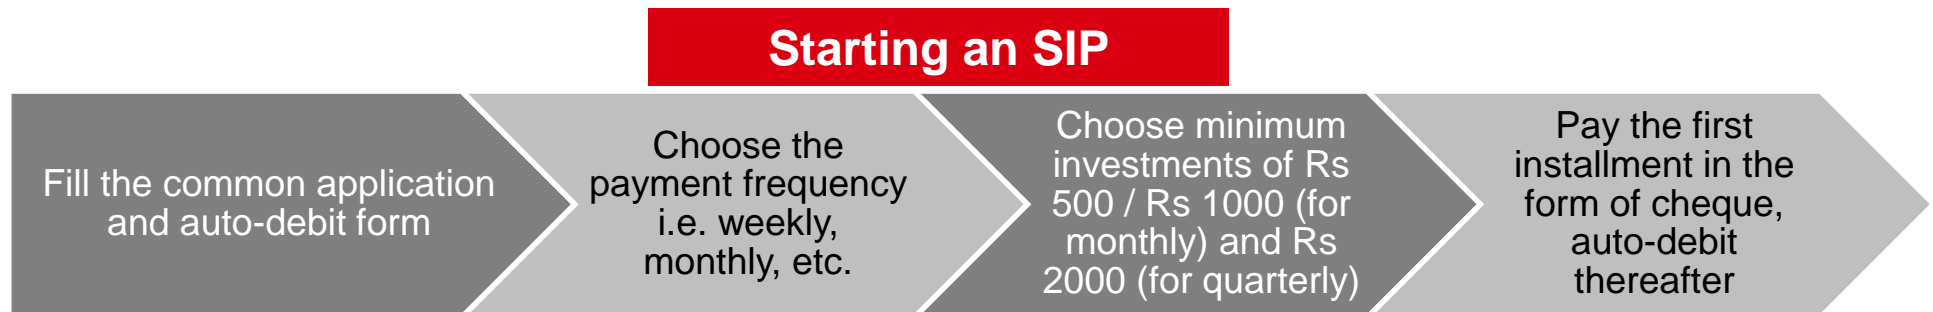 Starting an SIP
Fill the common application
and auto-debit form
Choose the
payment frequency
i.e. weekly,
monthly, etc.
Choose minimum
investments of Rs
500 / Rs 1000 (for
monthly) and Rs
2000 (for quarterly)
Pay the first
installment in the
form of cheque,
auto-debit
thereafter